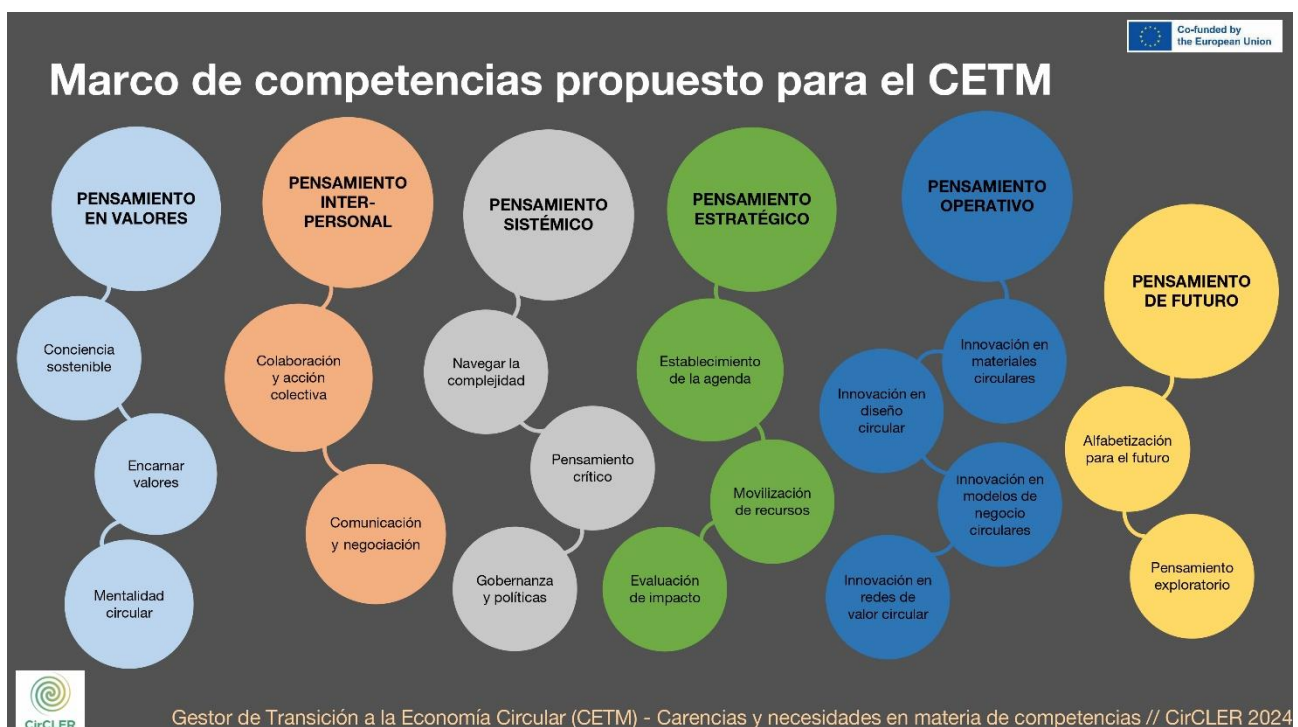 Co-funded by
the European Union
Marco de competencias propuesto para el CETM
PENSAMIENTO
EN VALORES
Conciencia
sostenible
Encarnar
valores
Mentalidad
circular
PENSAMIENTO
INTER-
PERSONAL
Colaboración
y acción
colectiva
Comunicación
y negociación
PENSAMIENTO
SISTÉMICO
Navegar la
complejidad
Pensamiento
crítico
Gobernanza
y políticas
PENSAMIENTO
ESTRATÉGICO
Establecimiento
de la agenda
Movilización
de recursos
Evaluación
de impacto
PENSAMIENTO
OPERATIVO
Innovación en
materiales
circulares
Innovación en
diseño
circular
Innovación en
modelos de
negocio
circulares
Innovación en
redes de
valor circular
PENSAMIENTO
DE FUTURO
Alfabetización
para el futuro
Pensamiento
exploratorio
CirCLER
Gestor de Transición a la Economía Circular (CETM) - Carencias y necesidades en materia de competencias // CirCLER 2024